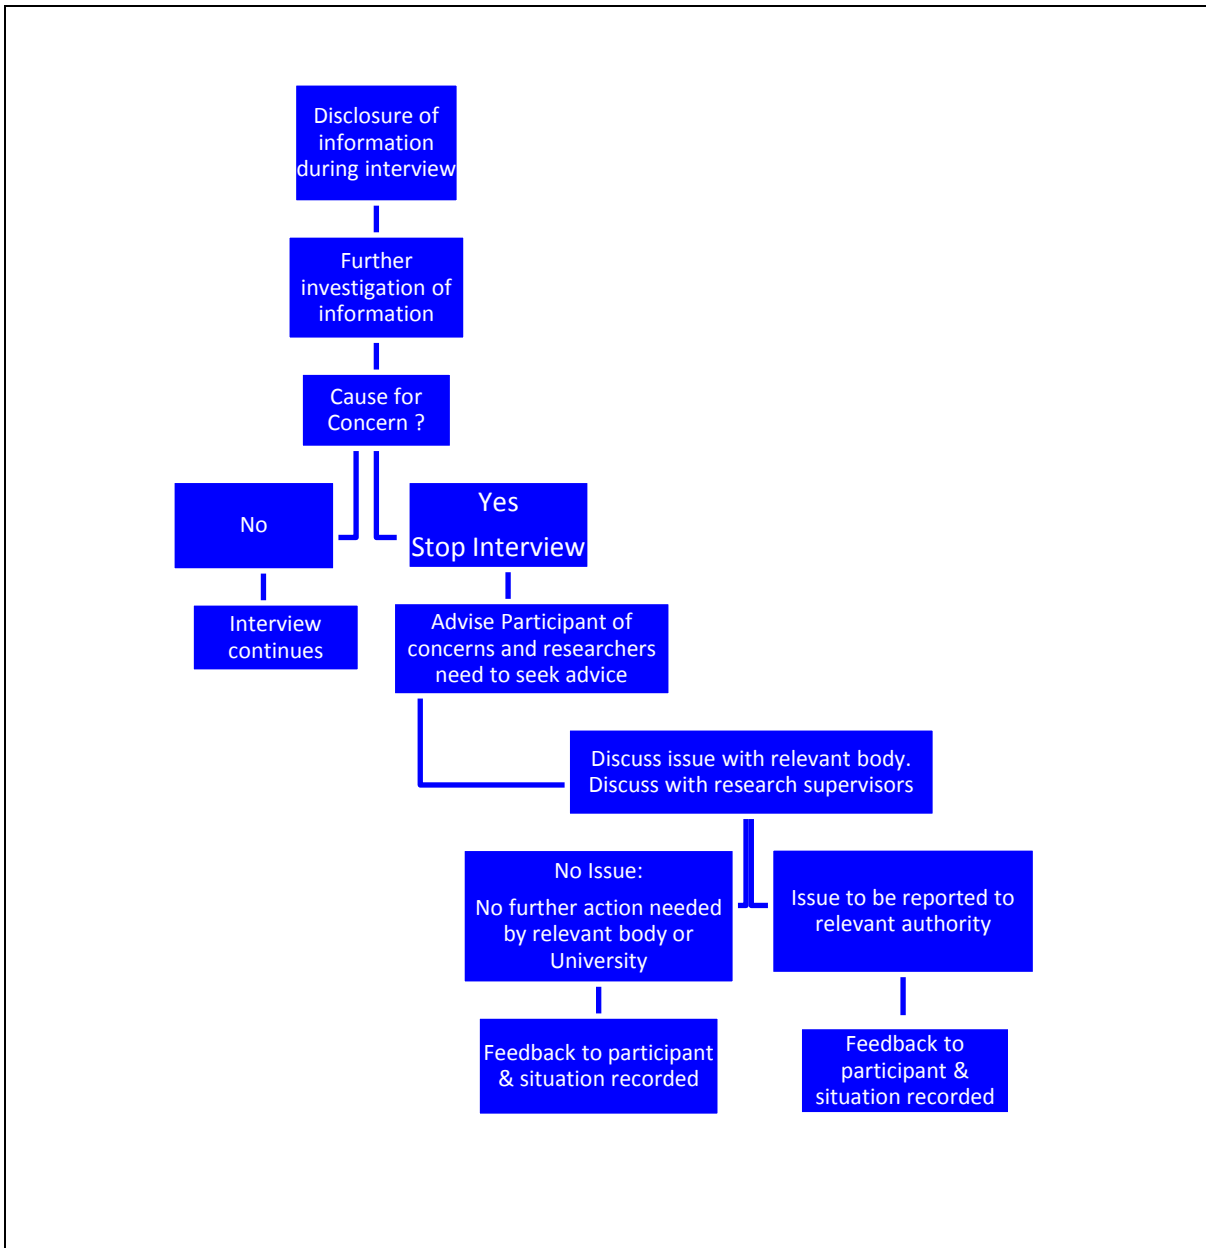 Disclosure of
information
during interview
Further
investigation of
information
Cause for
Concern ?
No
Yes
Stop Interview
Interview
continues
Advise Participant of
concerns and researchers
need to seek advice
Discuss issue with relevant body.
Discuss with research supervisors
No Issue:
No further action needed
by relevant body or
University
Issue to be reported to
relevant authority
Feedback to participant
& situation recorded
Feedback to
participant &
situation recorded